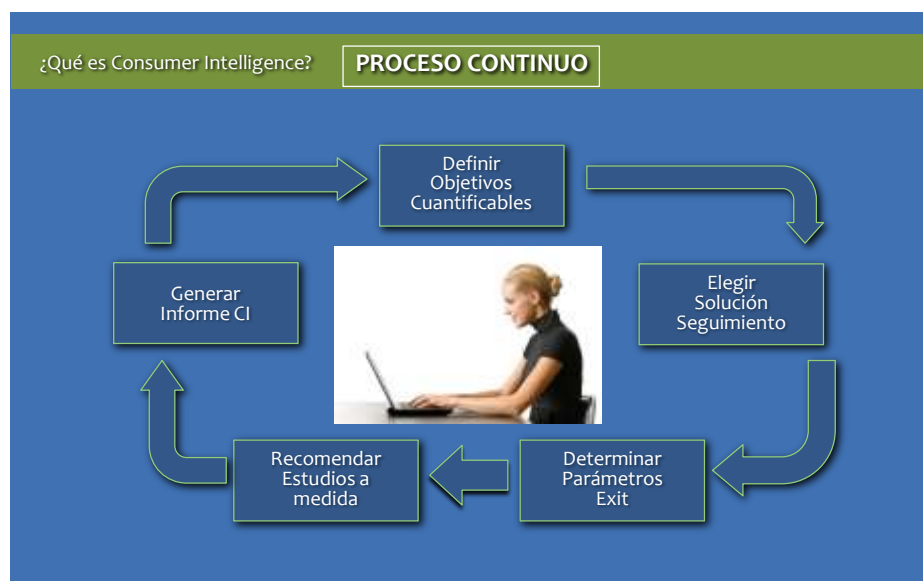 ¿Qué es Consumer Intelligence?
PROCESO CONTINUO
Definir
Objetivos
Cuantificables
Elegir
Solución
Seguimiento
Determinar
Parámetros
Exit
Recomendar
Estudios a
medida
Generar
Informe CI